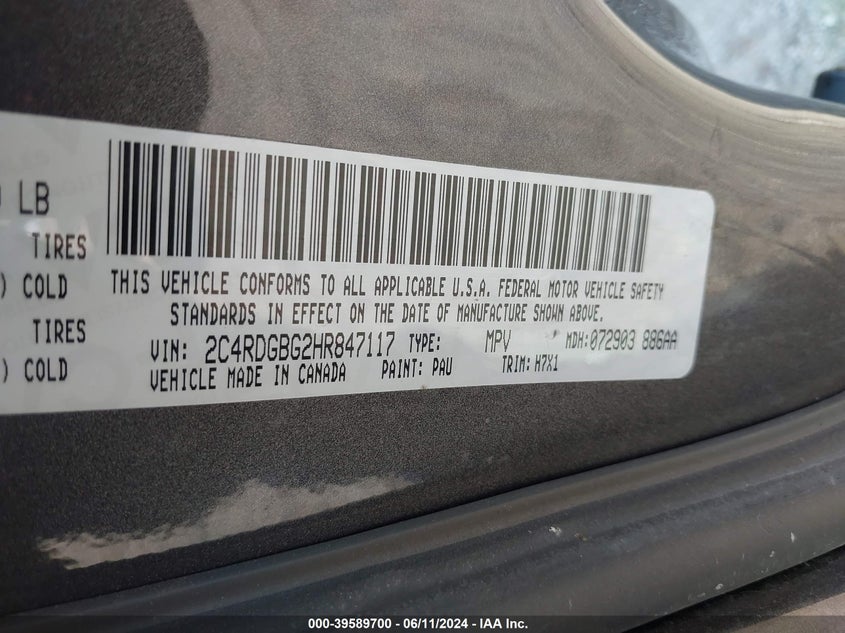 LB
TIRES
) COLD
TIRES
) COLD
THIS VEHICLE CONFORMS TO ALL APPLICABLE U.S.A. FEDERAL MOTOR VEHICLE SAFETY
STANDARDS IN EFFECT ON THE DATE OF MANUFACTURE SHOWN ABOVE.
VIN: 2C4RDGBG2HR847117 TYPE: MPV MDH:072903 886AA
VEHICLE MADE IN CANADA PAINT: PAU TRIM: H7X1
000-39589700 - 06/11/2024 - IAA Inc.